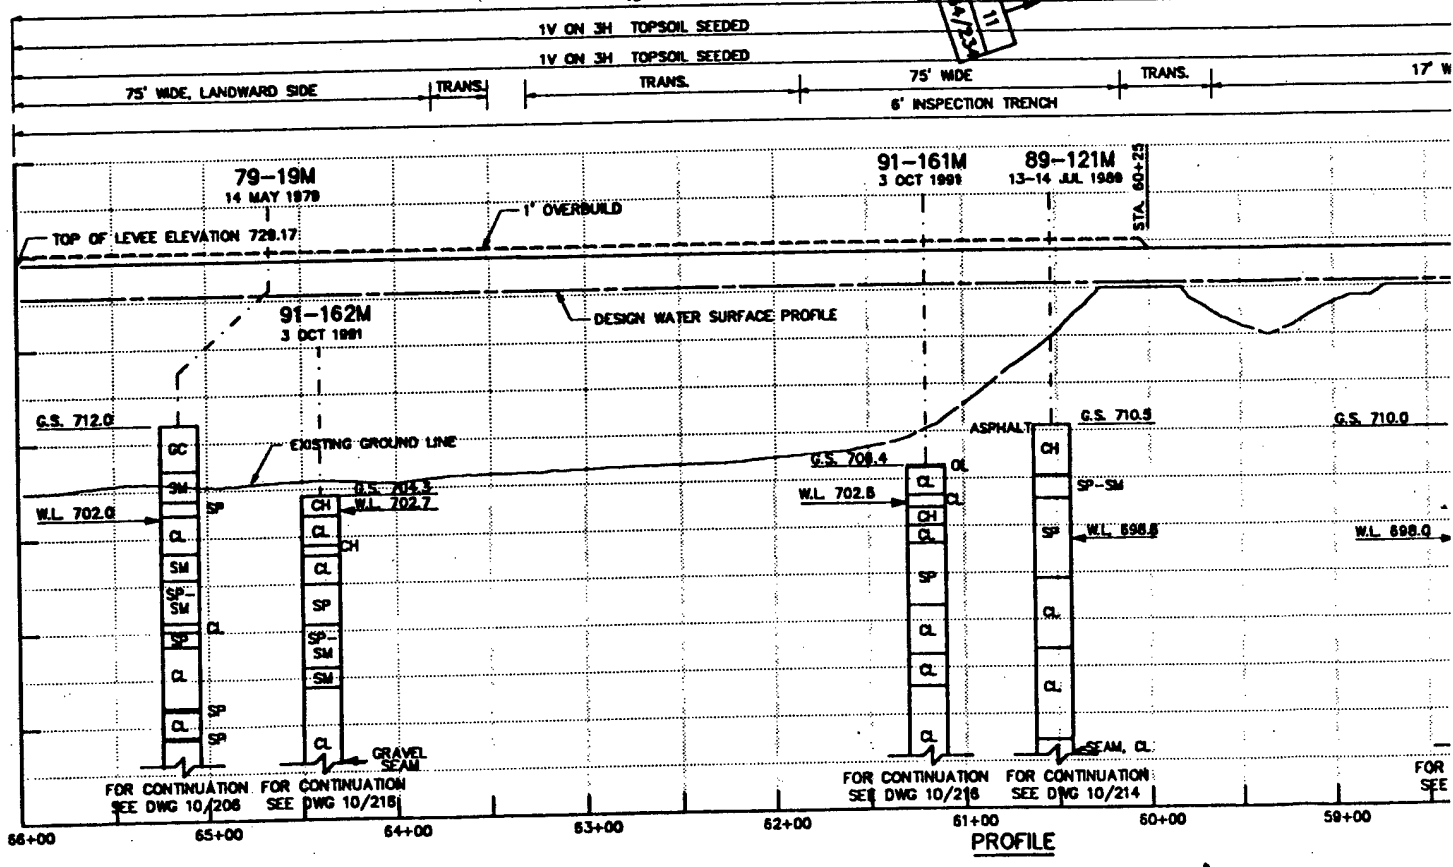 11
1V ON 3H TOPSOIL SEEDED
1V ON 3H TOPSOIL SEEDED
75' WIDE, LANDWARD SIDE
TRANS.
TRANS.
75' WIDE
TRANS.
17' W
6' INSPECTION TRENCH
79-19M
14 MAY 1979
91-161M
3 OCT 1991
89-121M
13-14 JUL 1989
STA. 60+25
1' OVERBUILD
TOP OF LEVEE ELEVATION 728.17
91-162M
3 OCT 1991
DESIGN WATER SURFACE PROFILE
G.S. 712.0
EXISTING GROUND LINE
ASPHALT
G.S. 710.5
G.S. 710.0
GC
SM
SP
W.L. 702.0
CL
SM
SP-
SM
CL
SP
CL
SP
CL
SP
G.S. 704.3
W.L. 702.7
CH
CL
CH
CL
SP
SP-
SM
SM
CL
GRAVEL
SEAM
G.S.
OL
CL
W.L.
CL
CH
CL
SP
CL
CL
CL
CH
SP-SM
SP
W.L.
CL
CL
SEAM, CL
W.L. 698.0
FOR CONTINUATION
SEE DWG 10/206
FOR CONTINUATION
SEE DWG 10/216
FOR CONTINUATION
SEE DWG 10/216
FOR CONTINUATION
SEE DWG 10/214
FOR
SEE
66+00
65+00
64+00
63+00
62+00
61+00
60+00
59+00
PROFILE